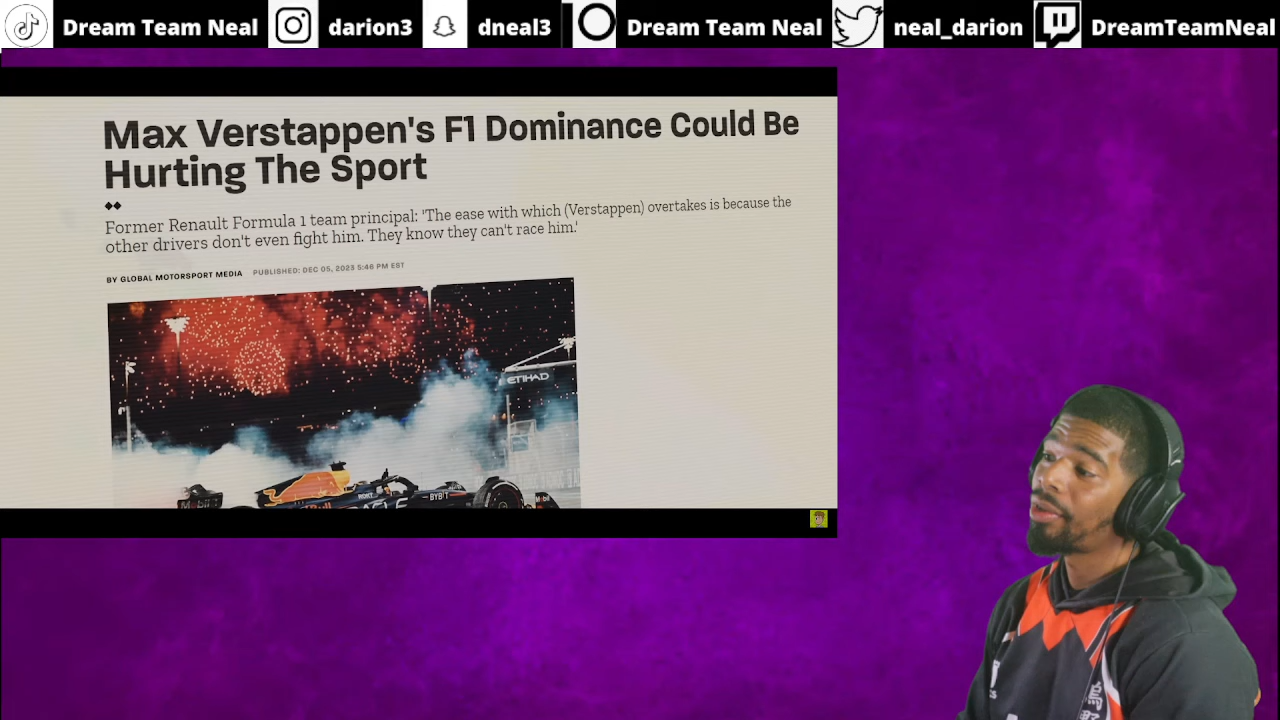 Dream Team Neal darion3 dneal3 Dream Team Neal neal_darion DreamTeamNeal
Max Verstappen's F1 Dominance Could Be
Hurting The Sport
Former Renault Formula 1 team principal: 'The ease with which (Verstappen) overtakes is because the
other drivers don't even fight him. They know they can't race him.'
BY GLOBAL MOTORSPORT MEDIA PUBLISHED: DEC 05, 2023 5:46 PM EST
ETIHAD
Mobil
BYBIT
Mobil